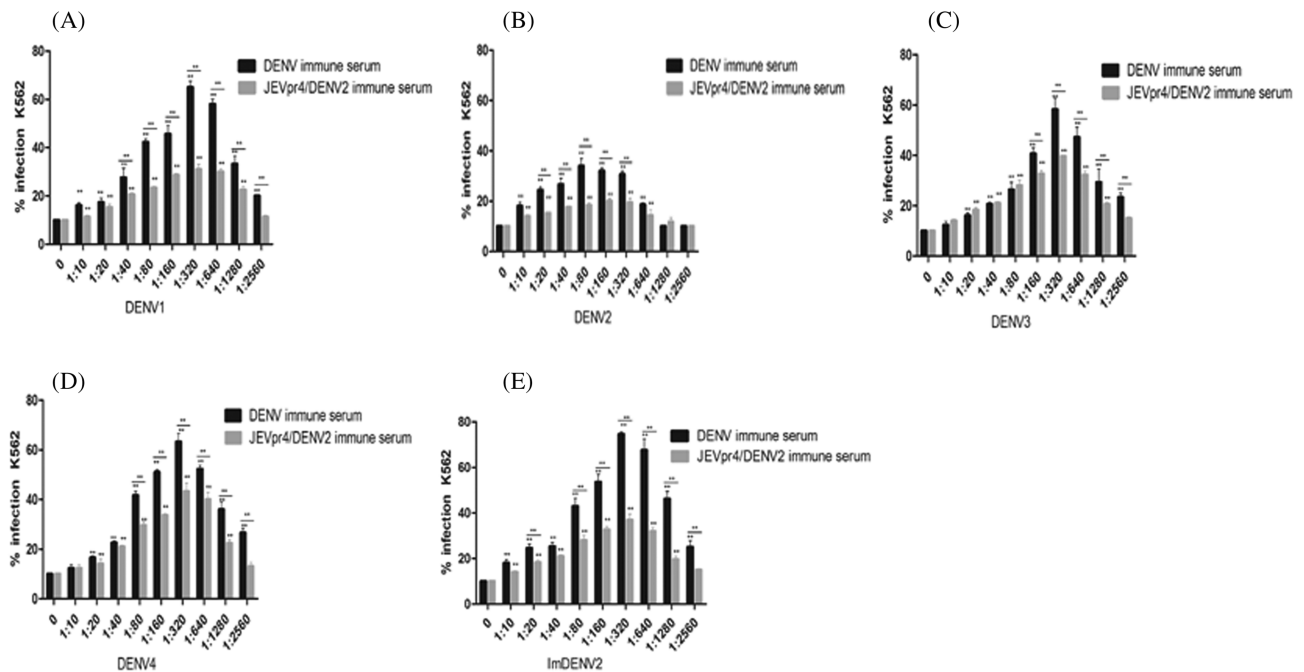 (A)
80
60
40
20
0
% infection K562
DENV immune serum
JEVpr4/DENV2 immune serum
0 1:10 1:20 1:40 1:80 1:160 1:320 1:640 1:1280 1:2560
DENV1
(B)
80
60
40
20
0
% infection K562
DENV immune serum
JEVpr4/DENV2 immune serum
0 1:10 1:20 1:40 1:80 1:160 1:320 1:640 1:1280 1:2560
DENV2
(C)
80
60
40
20
0
% infection K562
DENV immune serum
JEVpr4/DENV2 immune serum
0 1:10 1:20 1:40 1:80 1:160 1:320 1:640 1:1280 1:2560
DENV3
(D)
80
60
40
20
0
% infection K562
DENV immune serum
JEVpr4/DENV2 immune serum
0 1:10 1:20 1:40 1:80 1:160 1:320 1:640 1:1280 1:2560
DENV4
(E)
80
60
40
20
0
% infection K562
DENV immune serum
JEVpr4/DENV2 immune serum
0 1:10 1:20 1:40 1:80 1:160 1:320 1:640 1:1280 1:2560
ImDENV2